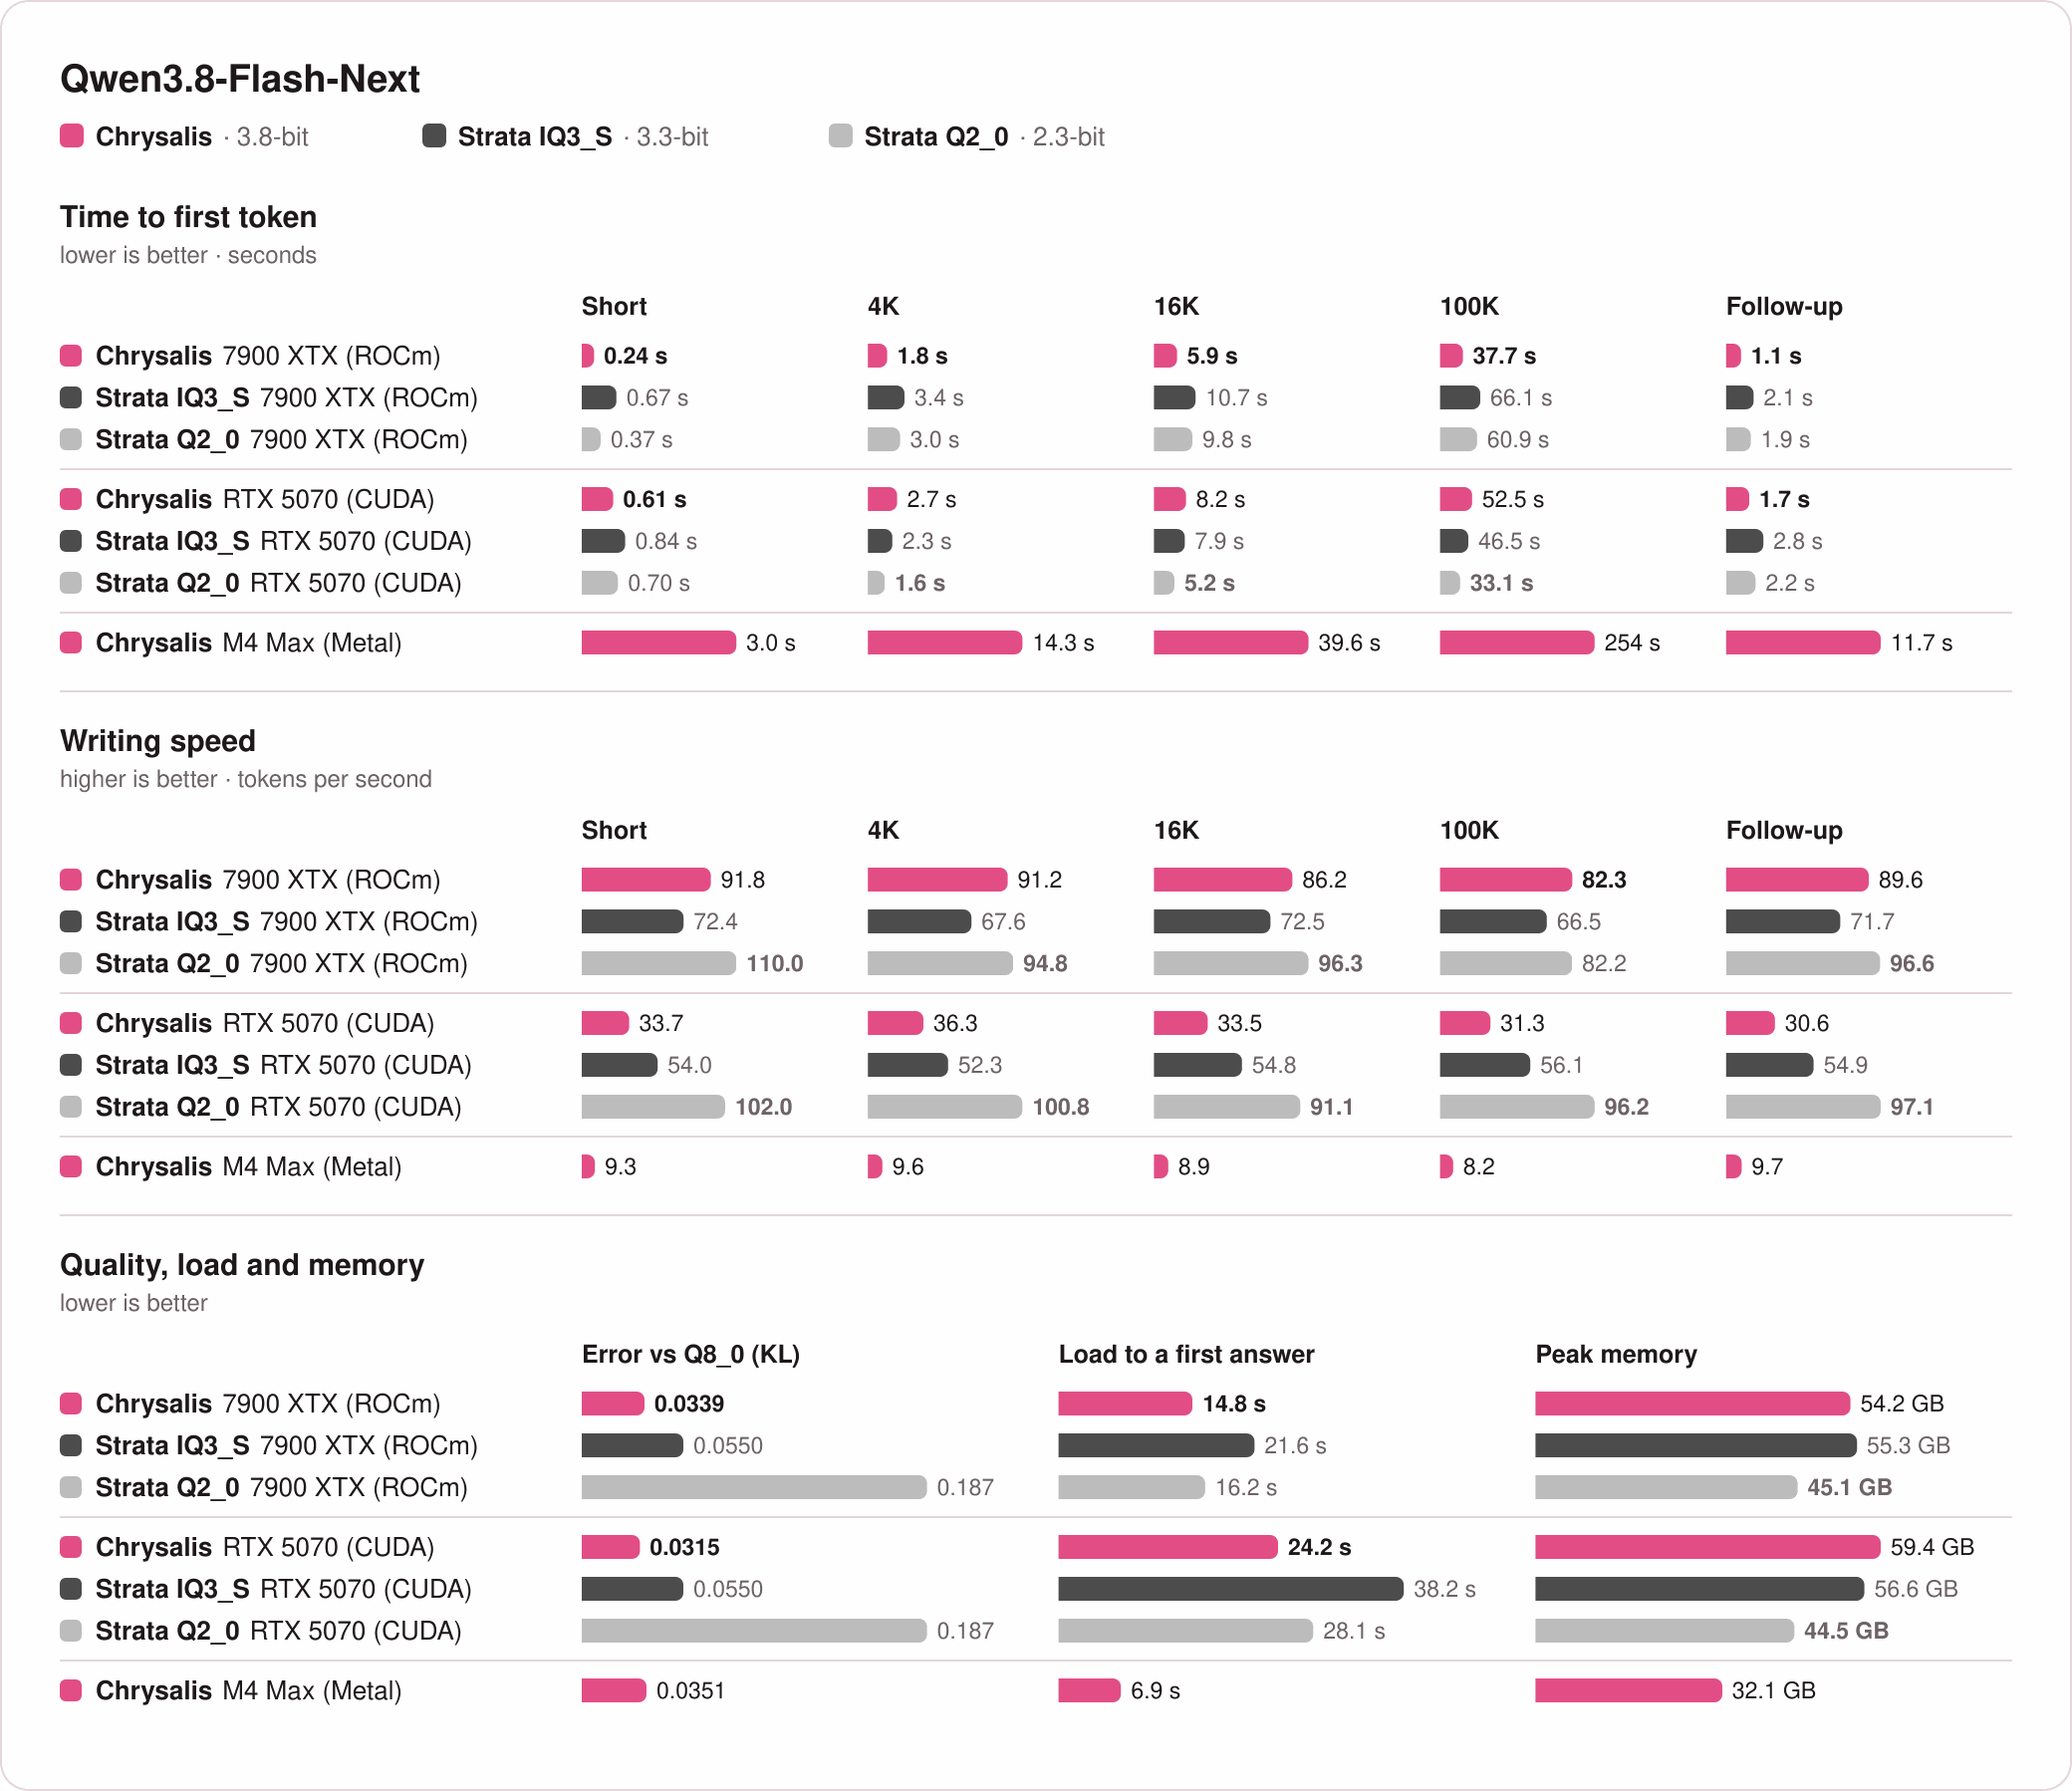 Qwen3.8-Flash-Next
Chrysalis · 3.8-bit Strata IQ3_S · 3.3-bit Strata Q2_0 · 2.3-bit
Time to first token
lower is better · seconds
Short 4K 16K 100K Follow-up
Chrysalis 7900 XTX (ROCm) 0.24 s 1.8 s 5.9 s 37.7 s 1.1 s
Strata IQ3_S 7900 XTX (ROCm) 0.67 s 3.4 s 10.7 s 66.1 s 2.1 s
Strata Q2_0 7900 XTX (ROCm) 0.37 s 3.0 s 9.8 s 60.9 s 1.9 s
Chrysalis RTX 5070 (CUDA) 0.61 s 2.7 s 8.2 s 52.5 s 1.7 s
Strata IQ3_S RTX 5070 (CUDA) 0.84 s 2.3 s 7.9 s 46.5 s 2.8 s
Strata Q2_0 RTX 5070 (CUDA) 0.70 s 1.6 s 5.2 s 33.1 s 2.2 s
Chrysalis M4 Max (Metal) 3.0 s 14.3 s 39.6 s 254 s 11.7 s
Writing speed
higher is better · tokens per second
Short 4K 16K 100K Follow-up
Chrysalis 7900 XTX (ROCm) 91.8 91.2 86.2 82.3 89.6
Strata IQ3_S 7900 XTX (ROCm) 72.4 67.6 72.5 66.5 71.7
Strata Q2_0 7900 XTX (ROCm) 110.0 94.8 96.3 82.2 96.6
Chrysalis RTX 5070 (CUDA) 33.7 36.3 33.5 31.3 30.6
Strata IQ3_S RTX 5070 (CUDA) 54.0 52.3 54.8 56.1 54.9
Strata Q2_0 RTX 5070 (CUDA) 102.0 100.8 91.1 96.2 97.1
Chrysalis M4 Max (Metal) 9.3 9.6 8.9 8.2 9.7
Quality, load and memory
lower is better
Error vs Q8_0 (KL) Load to a first answer Peak memory
Chrysalis 7900 XTX (ROCm) 0.0339 14.8 s 54.2 GB
Strata IQ3_S 7900 XTX (ROCm) 0.0550 21.6 s 55.3 GB
Strata Q2_0 7900 XTX (ROCm) 0.187 16.2 s 45.1 GB
Chrysalis RTX 5070 (CUDA) 0.0315 24.2 s 59.4 GB
Strata IQ3_S RTX 5070 (CUDA) 0.0550 38.2 s 56.6 GB
Strata Q2_0 RTX 5070 (CUDA) 0.187 28.1 s 44.5 GB
Chrysalis M4 Max (Metal) 0.0351 6.9 s 32.1 GB